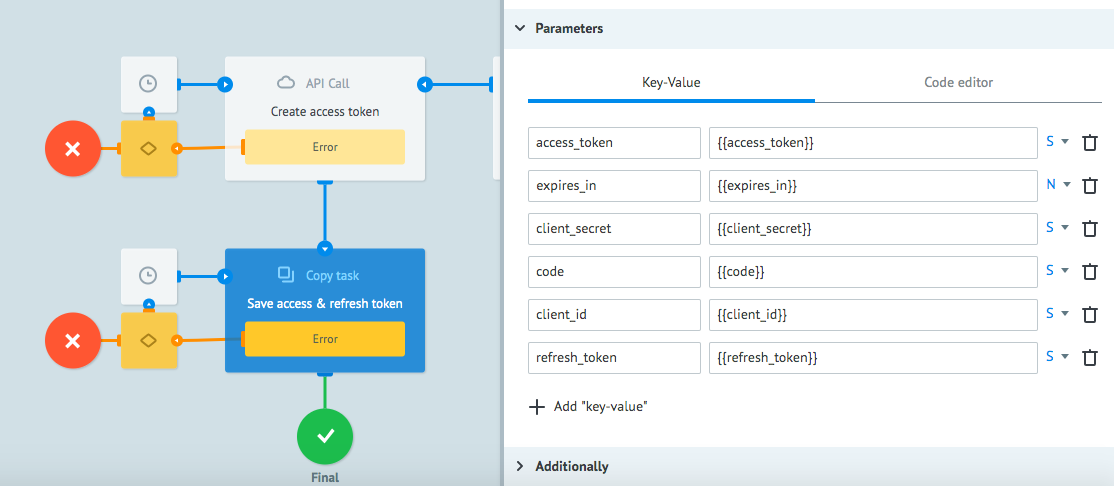 API Call
Create access token
Error
Copy task
Save access & refresh token
Error
Final
Parameters
Key-Value
Code editor
access_token {{access_token}} S
expires_in {{expires_in}} N
client_secret {{client_secret}} S
code {{code}} S
client_id {{client_id}} S
refresh_token {{refresh_token}} S
Add "key-value"
Additionally